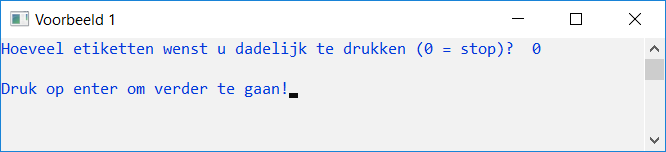 Voorbeeld 1
Hoeveel etiketten wenst u dadelijk te drukken (0 = stop)?  0
Druk op enter om verder te gaan!